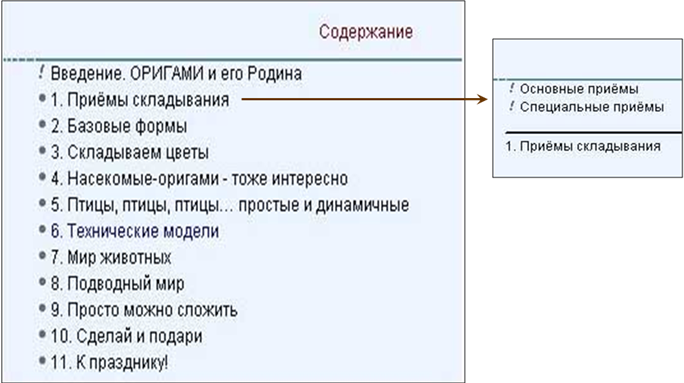 Содержание
! Введение. ОРИГАМИ и его Родина
• 1. Приёмы складывания
• 2. Базовые формы
• 3. Складываем цветы
• 4. Насекомые-оригами - тоже интересно
• 5. Птицы, птицы, птицы... простые и динамичные
• 6. Технические модели
• 7. Мир животных
• 8. Подводный мир
• 9. Просто можно сложить
• 10. Сделай и подари
• 11. К празднику!
! Основные приёмы
! Специальные приёмы
1. Приёмы складывания